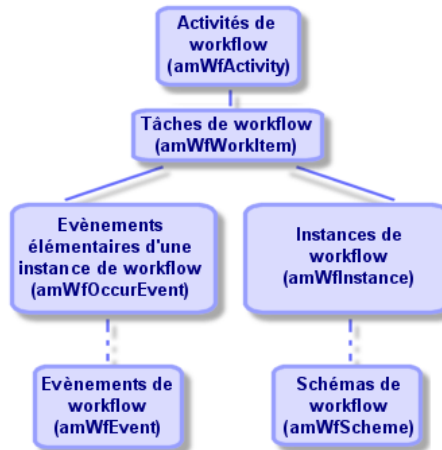 Activités de
workflow
(amWfActivity)
Tâches de workflow
(amWfWorkItem)
Evènements
élémentaires d'une
instance de workflow
(amWfOccurEvent)
Instances de
workflow
(amWfInstance)
Evènements de
workflow
(amWfEvent)
Schémas de
workflow
(amWfScheme)